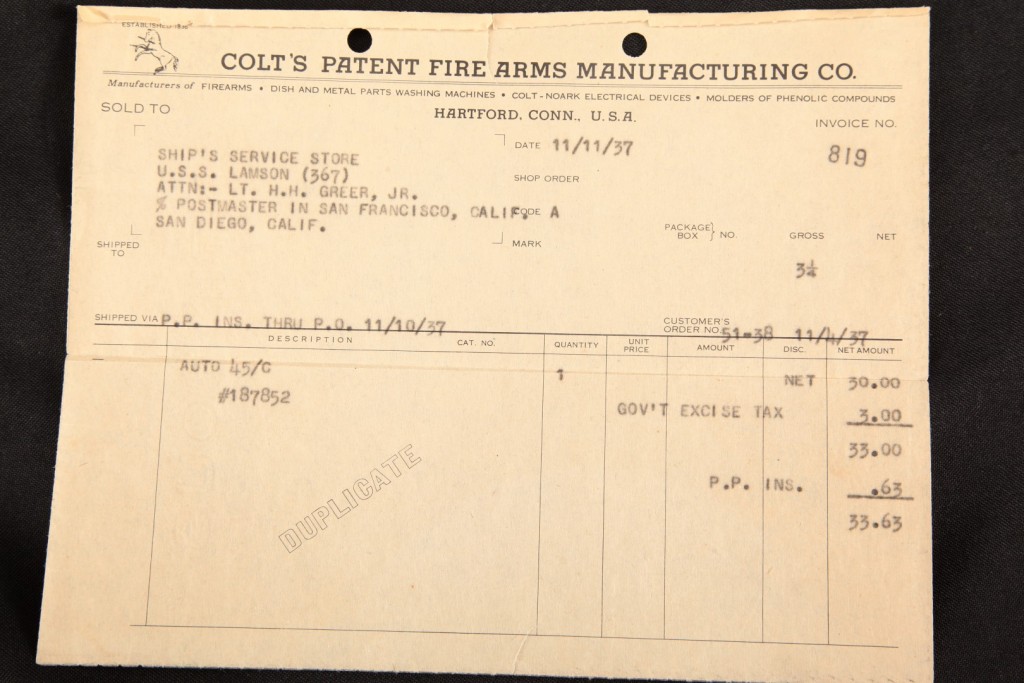 ESTABLISHED 1836
COLT'S PATENT FIRE ARMS MANUFACTURING CO.
Manufacturers of FIREARMS • DISH AND METAL PARTS WASHING MACHINES • COLT-NOARK ELECTRICAL DEVICES • MOLDERS OF PHENOLIC COMPOUNDS
HARTFORD, CONN., U.S.A.
SOLD TO
INVOICE NO.
819
DATE 11/11/37
SHIP'S SERVICE STORE
U.S.S. LAMSON (367)
ATTN:- LT. H.H. GREER, JR.
% POSTMASTER IN SAN FRANCISCO, CALIF.
SAN DIEGO, CALIF.
SHOP ORDER
CODE A
MARK
PACKAGE BOX } NO.
GROSS
NET
3¼
SHIPPED TO
SHIPPED VIA P.P. INS. THRU P.O. 11/10/37
CUSTOMER'S ORDER NO. 51-38 11/4/37
DESCRIPTION CAT. NO. QUANTITY UNIT PRICE AMOUNT DISC. NET AMOUNT
AUTO 45/C 1 NET 30.00
#187852
GOV'T EXCISE TAX 3.00
33.00
P.P. INS. .63
33.63
DUPLICATE